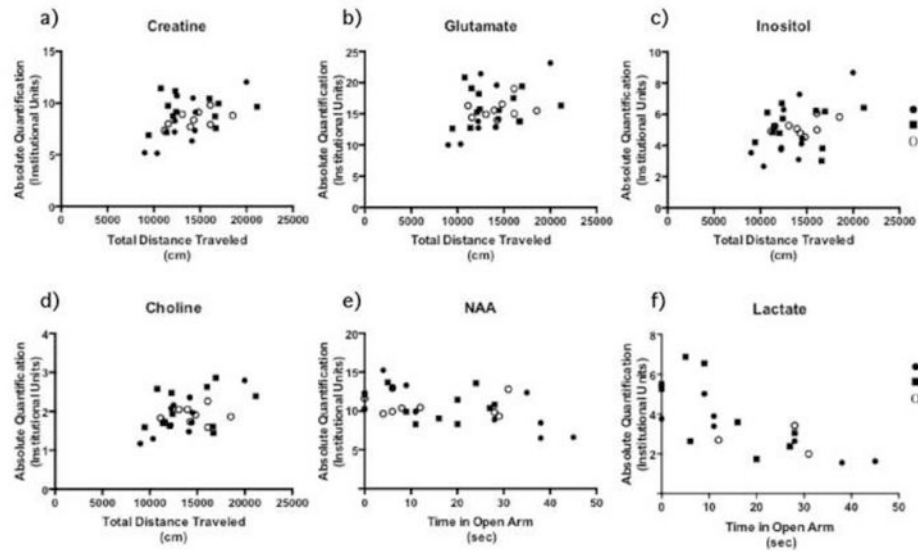 a)
Creatine
Absolute Quantification
(Institutional Units)
15
10
5
0
0 5000 10000 15000 20000 25000
Total Distance Traveled
(cm)
b)
Glutamate
Absolute Quantification
(Institutional Units)
25
20
15
10
5
0
0 5000 10000 15000 20000 25000
Total Distance Traveled
(cm)
c)
Inositol
Absolute Quantification
(Institutional Units)
10
8
6
4
2
0
0 5000 10000 15000 20000 25000
Total Distance Traveled
(cm)
d)
Choline
Absolute Quantification
(Institutional Units)
4
3
2
1
0
0 5000 10000 15000 20000 25000
Total Distance Traveled
(cm)
e)
NAA
Absolute Quantification
(Institutional Units)
20
15
10
5
0 10 20 30 40 50
Time in Open Arm
(sec)
f)
Lactate
Absolute Quantification
(Institutional Units)
8
6
4
2
0 10 20 30 40 50
Time in Open Arm
(sec)